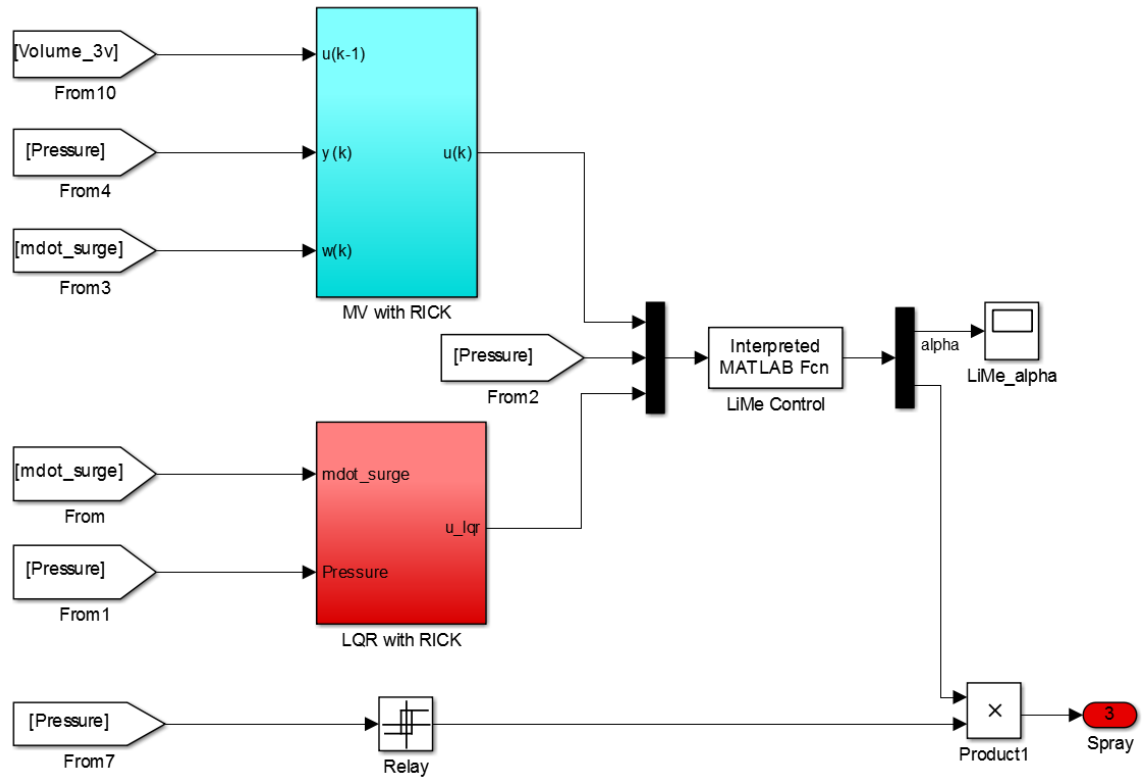 [Volume_3v]
From10
[Pressure]
From4
[mdot_surge]
From3
u(k-1)
y(k)
w(k)
u(k)
MV with RICK
[Pressure]
From2
Interpreted
MATLAB Fcn
LiMe Control
alpha
LiMe_alpha
[mdot_surge]
From
[Pressure]
From1
mdot_surge
u_lqr
Pressure
LQR with RICK
[Pressure]
From7
Relay
×
Product1
3
Spray